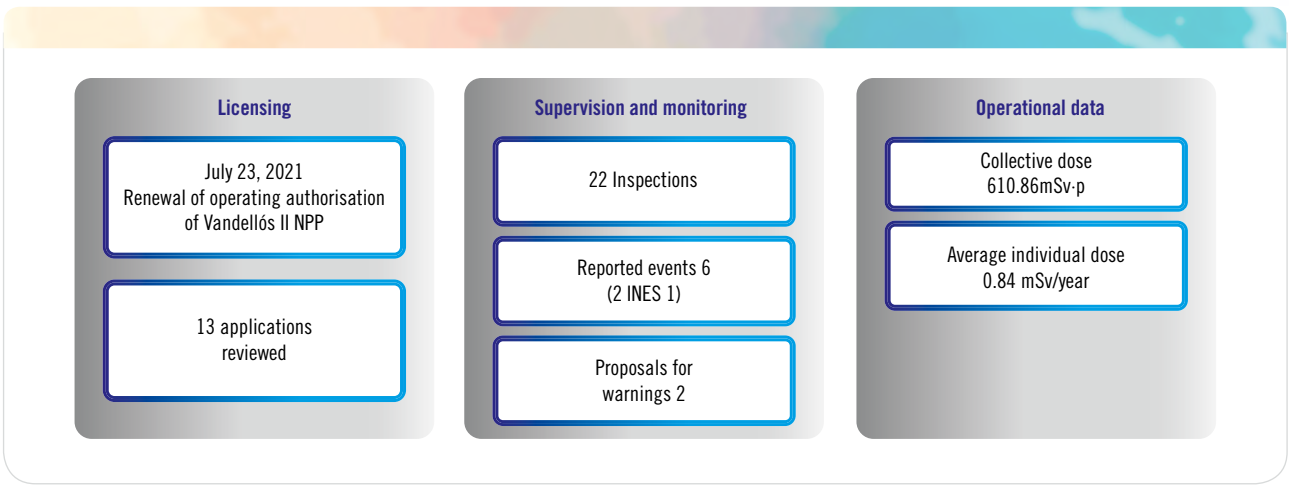 Licensing
July 23, 2021
Renewal of operating authorisation
of Vandellós II NPP
13 applications
reviewed
Supervision and monitoring
22 Inspections
Reported events 6
(2 INES 1)
Proposals for
warnings 2
Operational data
Collective dose
610.86mSv·p
Average individual dose
0.84 mSv/year